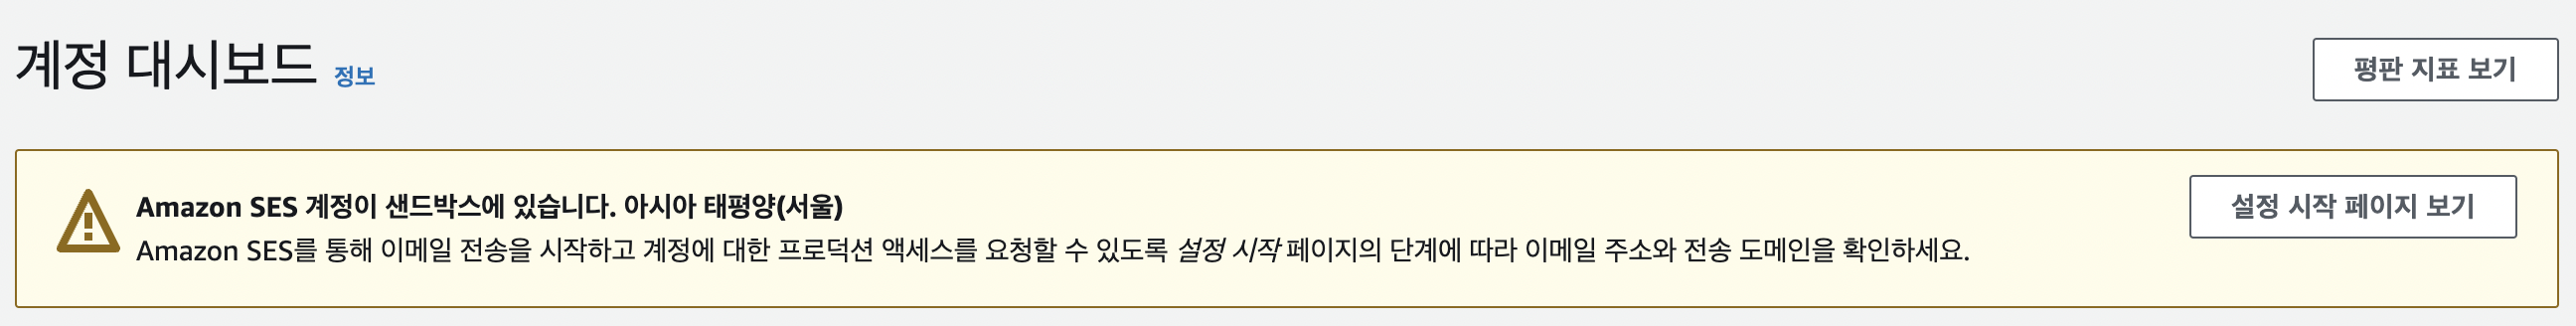 계정 대시보드 정보
평판 지표 보기
Amazon SES 계정이 샌드박스에 있습니다. 아시아 태평양(서울)
설정 시작 페이지 보기
Amazon SES를 통해 이메일 전송을 시작하고 계정에 대한 프로덕션 액세스를 요청할 수 있도록 설정 시작 페이지의 단계에 따라 이메일 주소와 전송 도메인을 확인하세요.